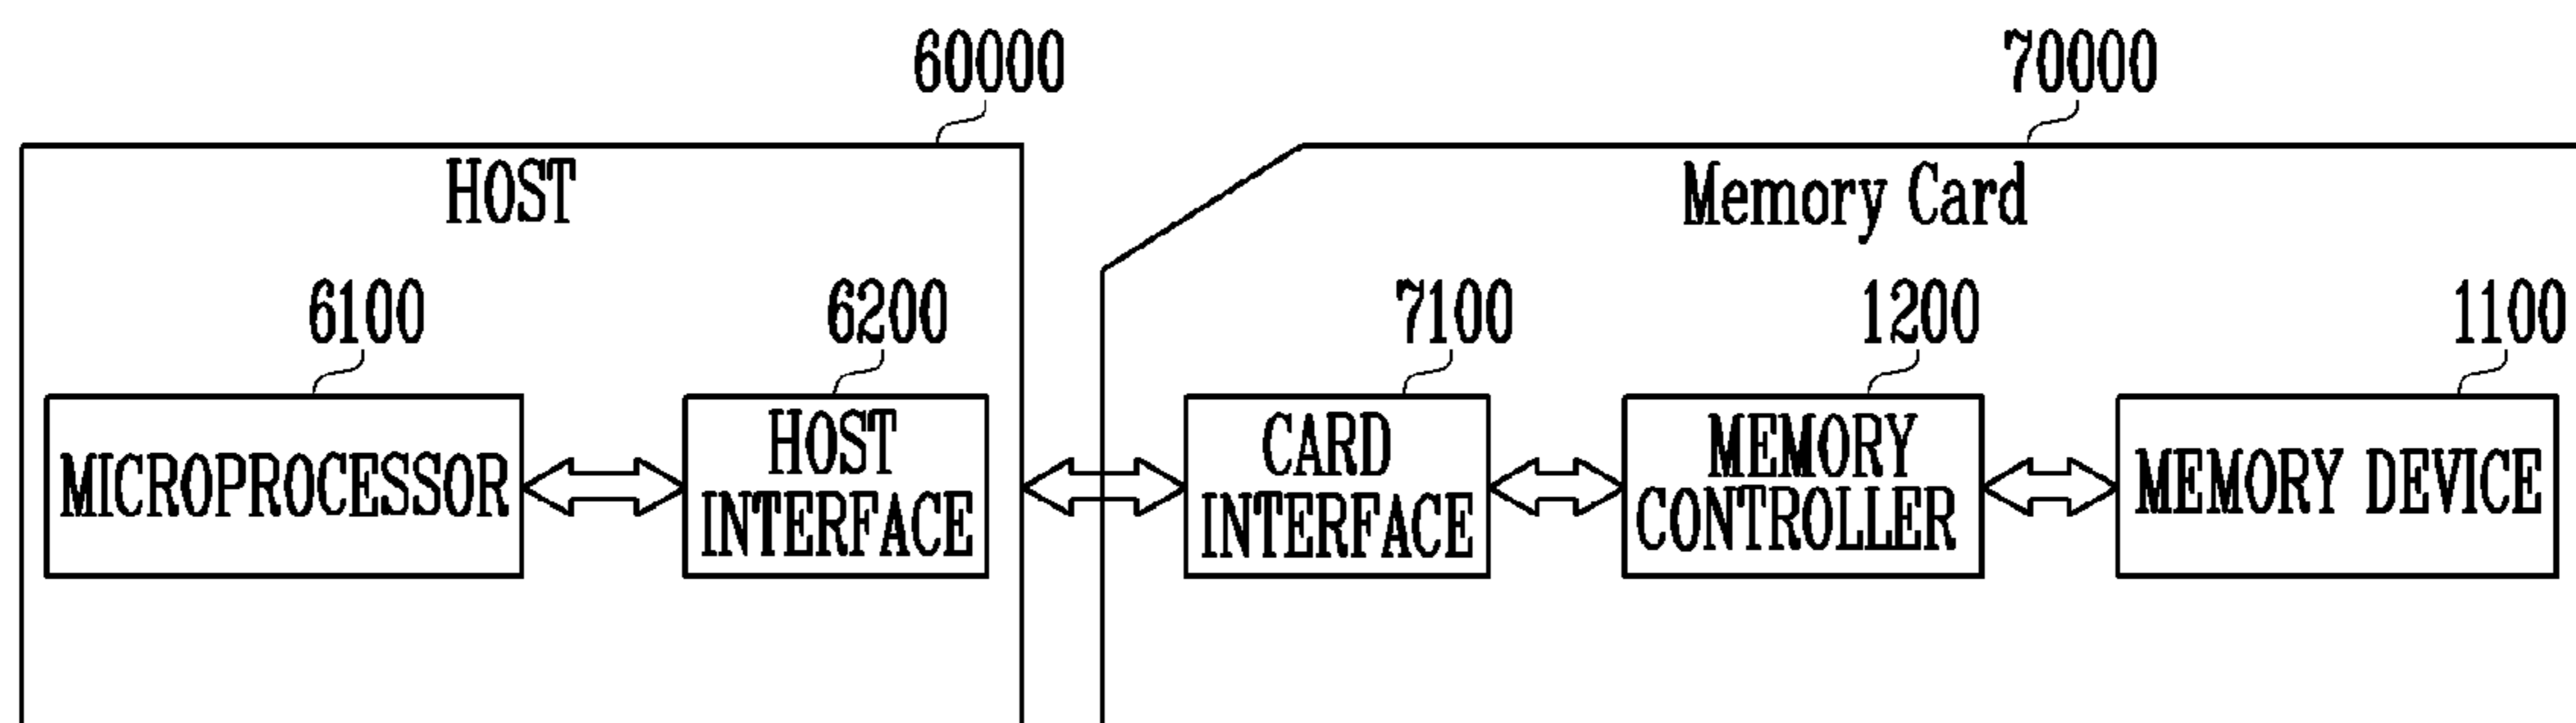 60000
70000
HOST
Memory Card
6100
6200
7100
1200
1100
MICROPROCESSOR
HOST
INTERFACE
CARD
INTERFACE
MEMORY
CONTROLLER
MEMORY DEVICE